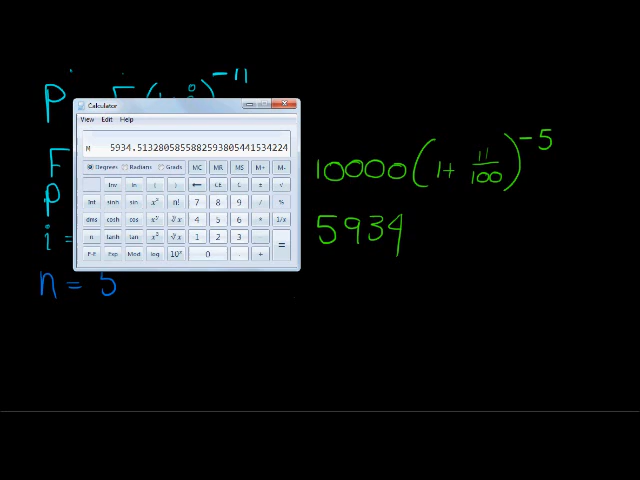 P
-11
Calculator
View Edit Help
M 5934.5132805855882593805441534224
Degrees Radians Grads MC MR MS M+ M-
Inv ln ( ) ← CE C ± √
Int sinh sin x² n! 7 8 9 / %
dms cosh cos xʸ ʸ√x 4 5 6 * 1/x
π tanh tan x³ ³√x 1 2 3 - =
F-E Exp Mod log 10ˣ 0 . +
F
10000(1+ 11/100)^-5
P
5934
i =
n = 5